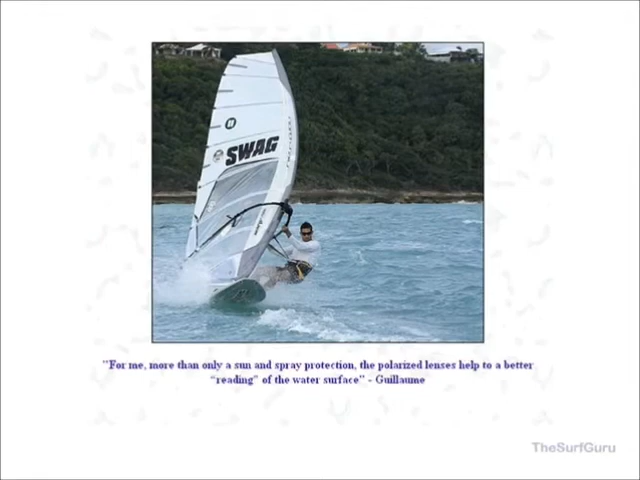 SWAG
"For me, more than only a sun and spray protection, the polarized lenses help to a better
"reading" of the water surface" - Guillaume
TheSurfGuru